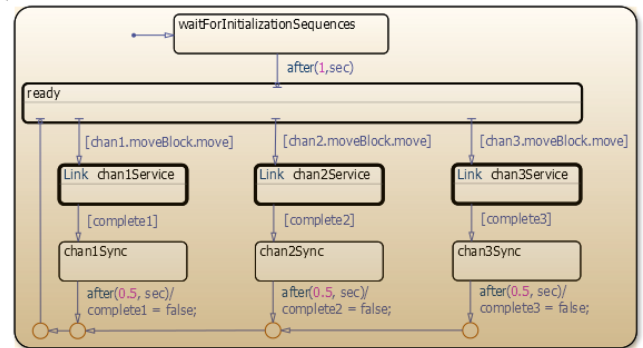 waitForInitializationSequences
after(1,sec)
ready
[chan1.moveBlock.move]
[chan2.moveBlock.move]
[chan3.moveBlock.move]
Link chan1Service
Link chan2Service
Link chan3Service
[complete1]
[complete2]
[complete3]
chan1Sync
chan2Sync
chan3Sync
after(0.5, sec)/
complete1 = false;
after(0.5, sec)/
complete2 = false;
after(0.5, sec)/
complete3 = false;